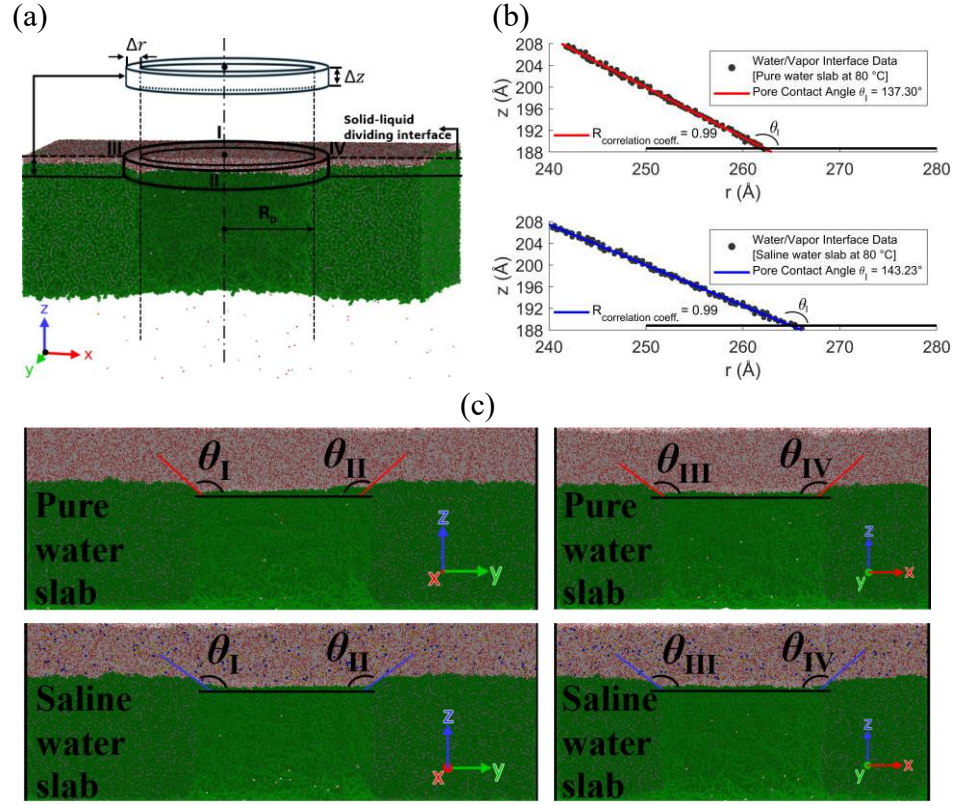 (a)
Δr
Δz
Solid-liquid
dividing interface
I
III
IV
II
Rₚ
z
x
y
(b)
z (Å)
208
204
200
196
192
188
Water/Vapor Interface Data
[Pure water slab at 80 °C]
Pore Contact Angle θ_I = 137.30°
R_correlation coeff. = 0.99
θ_I
240 250 260 270 280
r (Å)
z (Å)
208
204
200
196
192
188
Water/Vapor Interface Data
[Saline water slab at 80 °C]
Pore Contact Angle θ_I = 143.23°
R_correlation coeff. = 0.99
θ_I
240 250 260 270 280
r (Å)
(c)
θ_I θ_II
Pure
water
slab
z
x y
θ_III θ_IV
Pure
water
slab
z
y x
θ_I θ_II
Saline
water
slab
z
x y
θ_III θ_IV
Saline
water
slab
z
y x